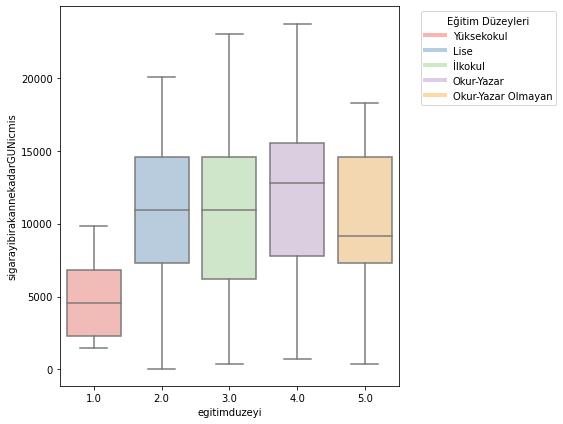 Eğitim Düzeyleri
Yüksekokul
Lise
İlkokul
Okur-Yazar
Okur-Yazar Olmayan
sigarayibirakannekadarGUNicmis
20000
15000
10000
5000
0
1.0 2.0 3.0 4.0 5.0
egitimduzeyi